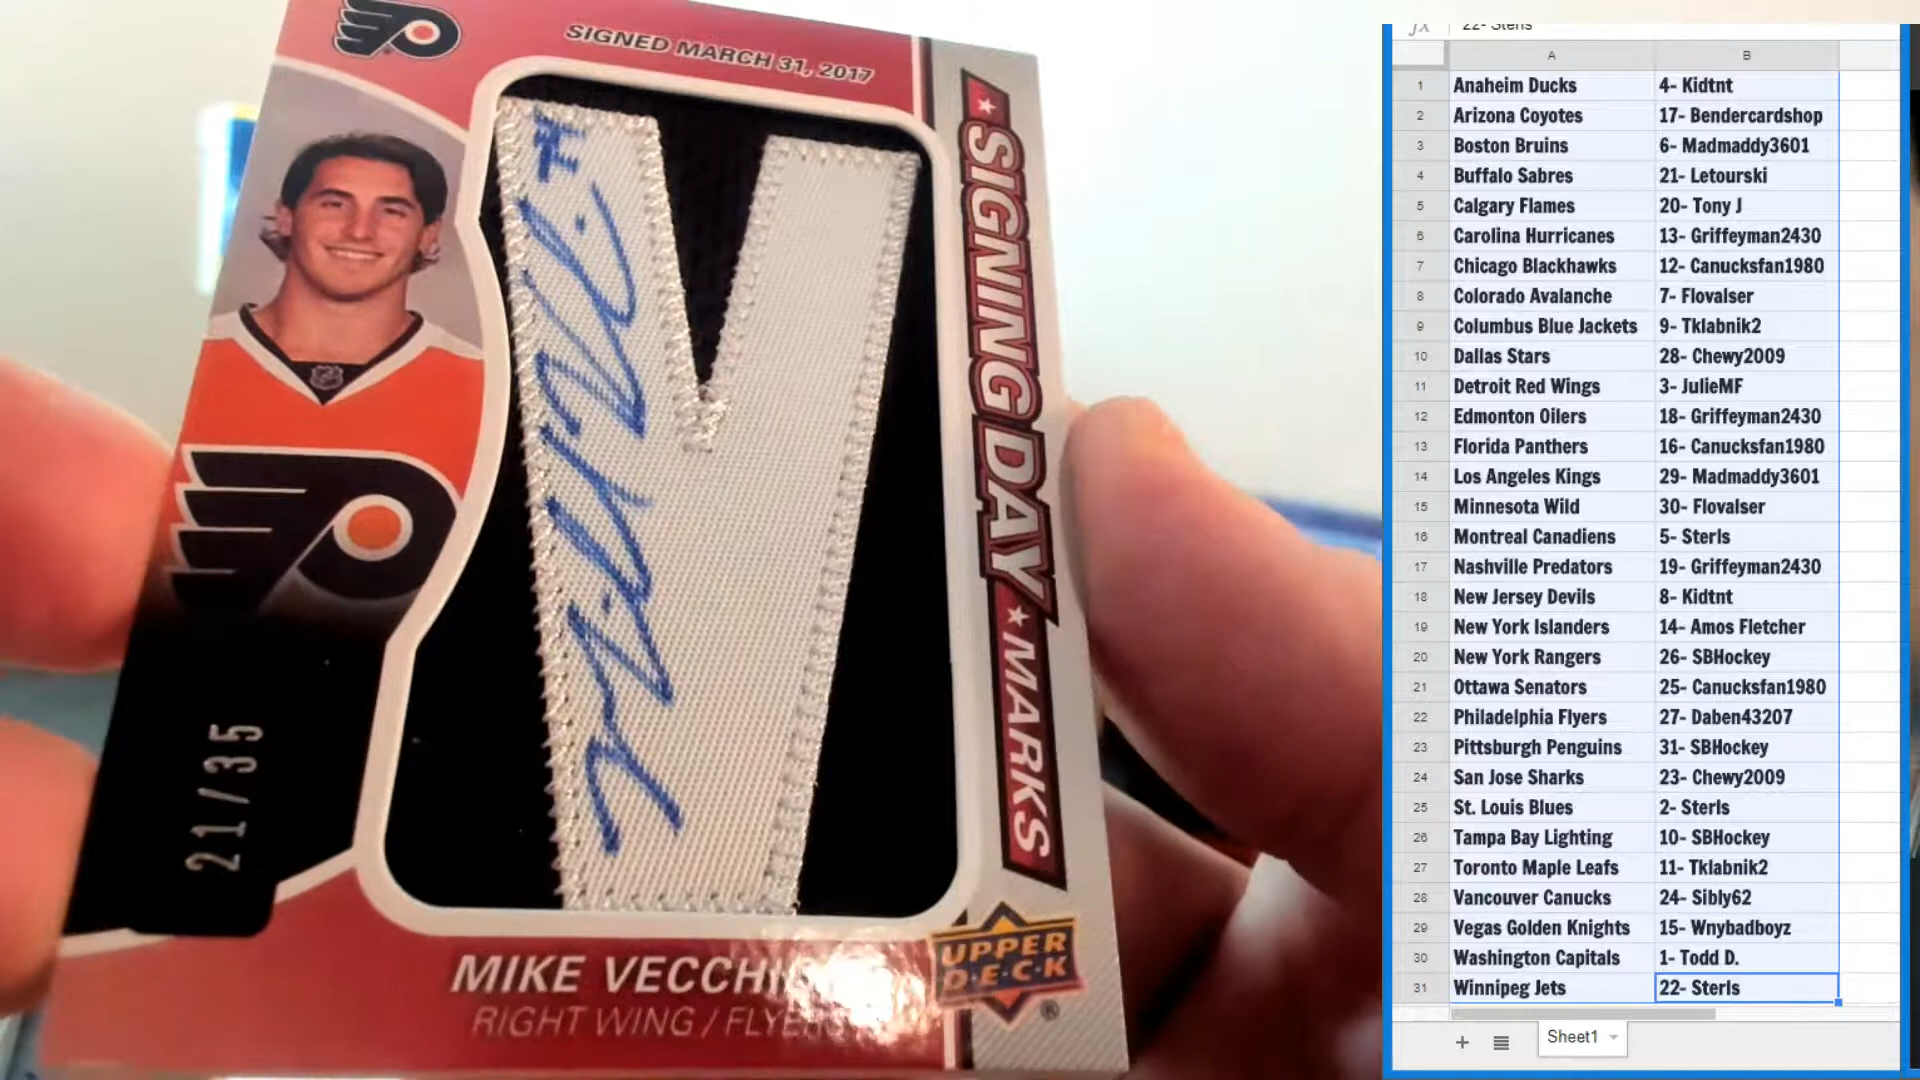 SIGNED MARCH 31, 2017
SIGNING DAY MARKS
21/35
MIKE
RIGHT WING / FLYERS
UPPER
D·E·C·K
A B
1 Anaheim Ducks 4- Kidtnt
2 Arizona Coyotes 17- Bendercardshop
3 Boston Bruins 6- Madmaddy3601
4 Buffalo Sabres 21- Letourski
5 Calgary Flames 20- Tony J
6 Carolina Hurricanes 13- Griffeyman2430
7 Chicago Blackhawks 12- Canucksfan1980
8 Colorado Avalanche 7- Flovalser
9 Columbus Blue Jackets 9- Tklabnik2
10 Dallas Stars 28- Chewy2009
11 Detroit Red Wings 3- JulieMF
12 Edmonton Oilers 18- Griffeyman2430
13 Florida Panthers 16- Canucksfan1980
14 Los Angeles Kings 29- Madmaddy3601
15 Minnesota Wild 30- Flovalser
16 Montreal Canadiens 5- Sterls
17 Nashville Predators 19- Griffeyman2430
18 New Jersey Devils 8- Kidtnt
19 New York Islanders 14- Amos Fletcher
20 New York Rangers 26- SBHockey
21 Ottawa Senators 25- Canucksfan1980
22 Philadelphia Flyers 27- Daben43207
23 Pittsburgh Penguins 31- SBHockey
24 San Jose Sharks 23- Chewy2009
25 St. Louis Blues 2- Sterls
26 Tampa Bay Lighting 10- SBHockey
27 Toronto Maple Leafs 11- Tklabnik2
28 Vancouver Canucks 24- Sibly62
29 Vegas Golden Knights 15- Wnybadboyz
30 Washington Capitals 1- Todd D.
31 Winnipeg Jets 22- Sterls
Sheet1